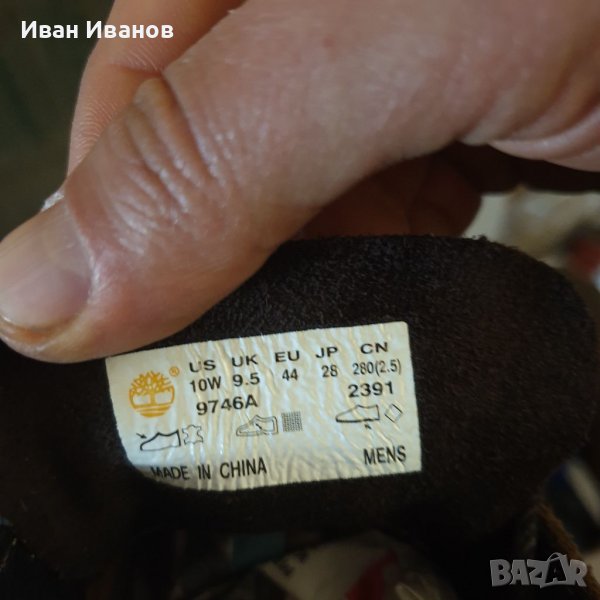 Иван Иванов
US UK EU JP CN
10W 9.5 44 28 280(2.5)
9746A 2391
MADE IN CHINA MENS
BAZAR